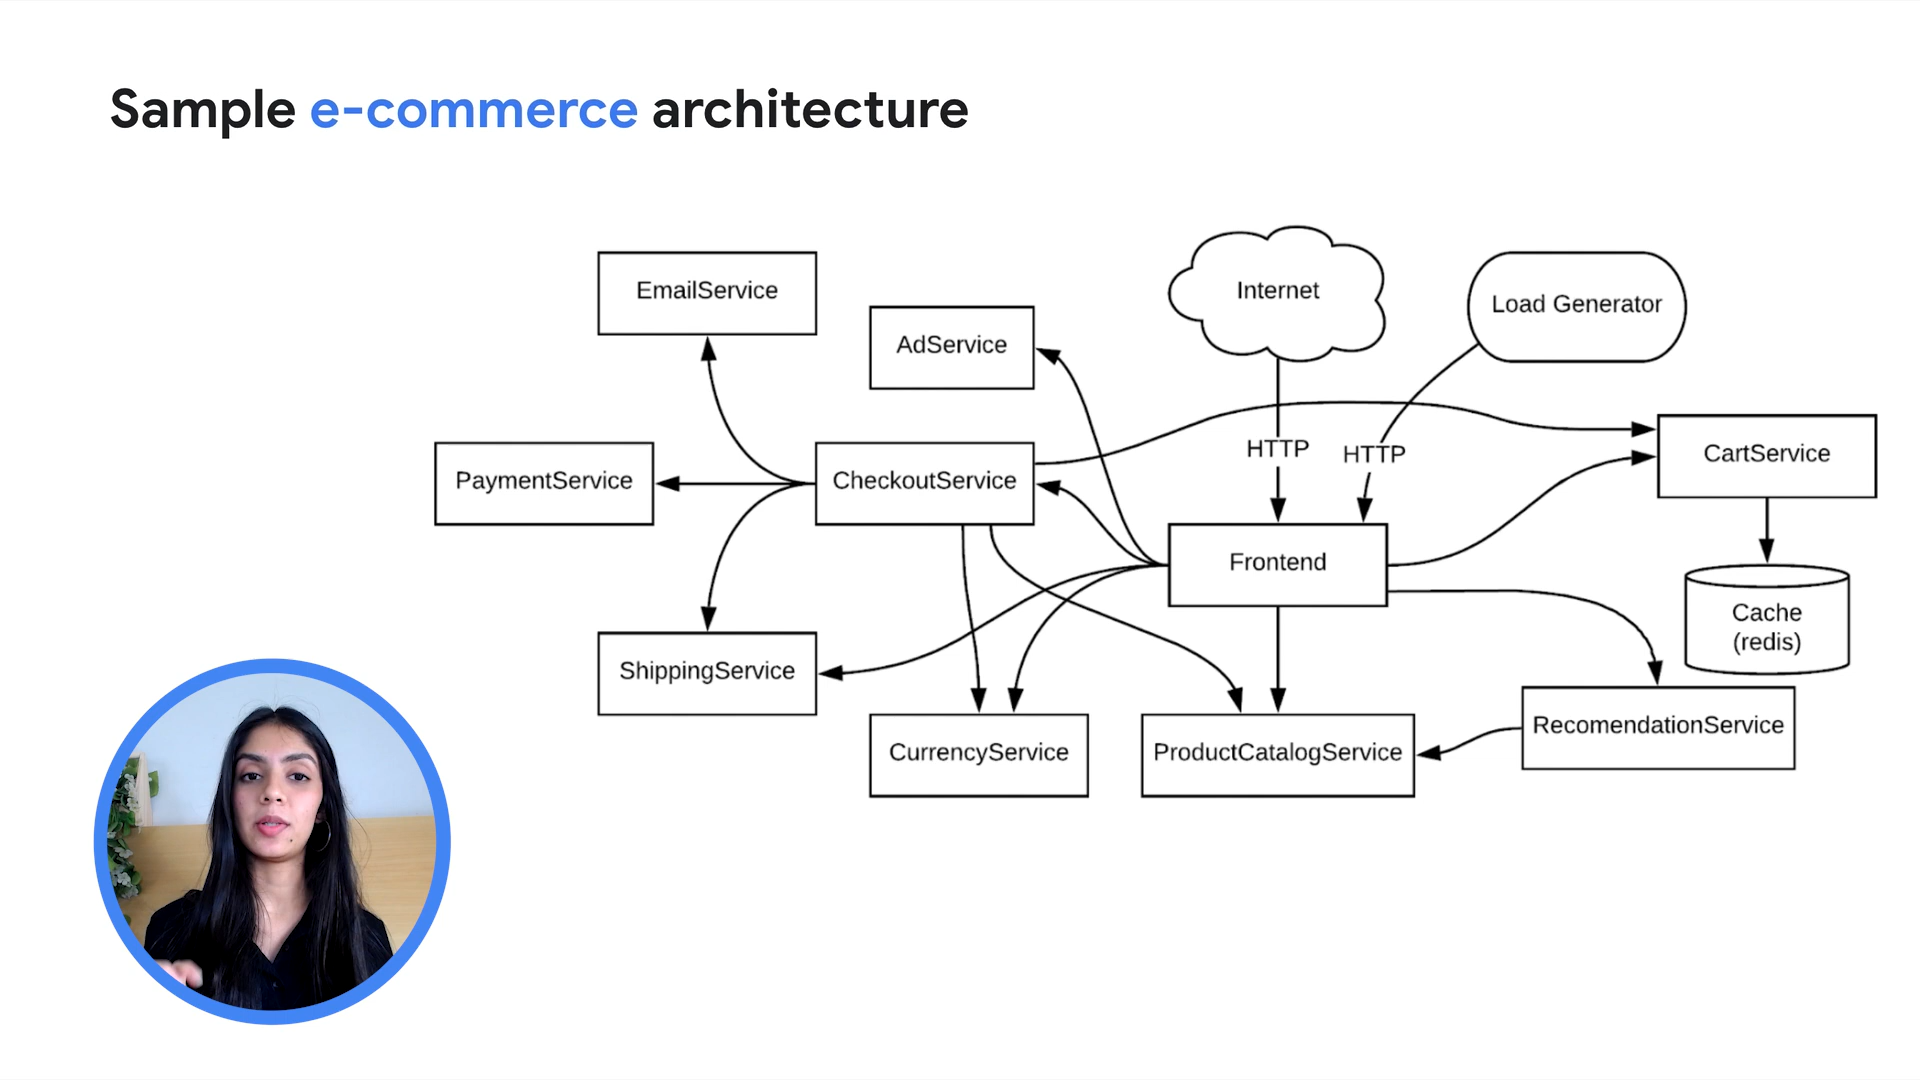 Sample e-commerce architecture
EmailService
AdService
Internet
Load Generator
PaymentService
CheckoutService
HTTP
HTTP
CartService
Frontend
Cache
(redis)
ShippingService
CurrencyService
ProductCatalogService
RecomendationService